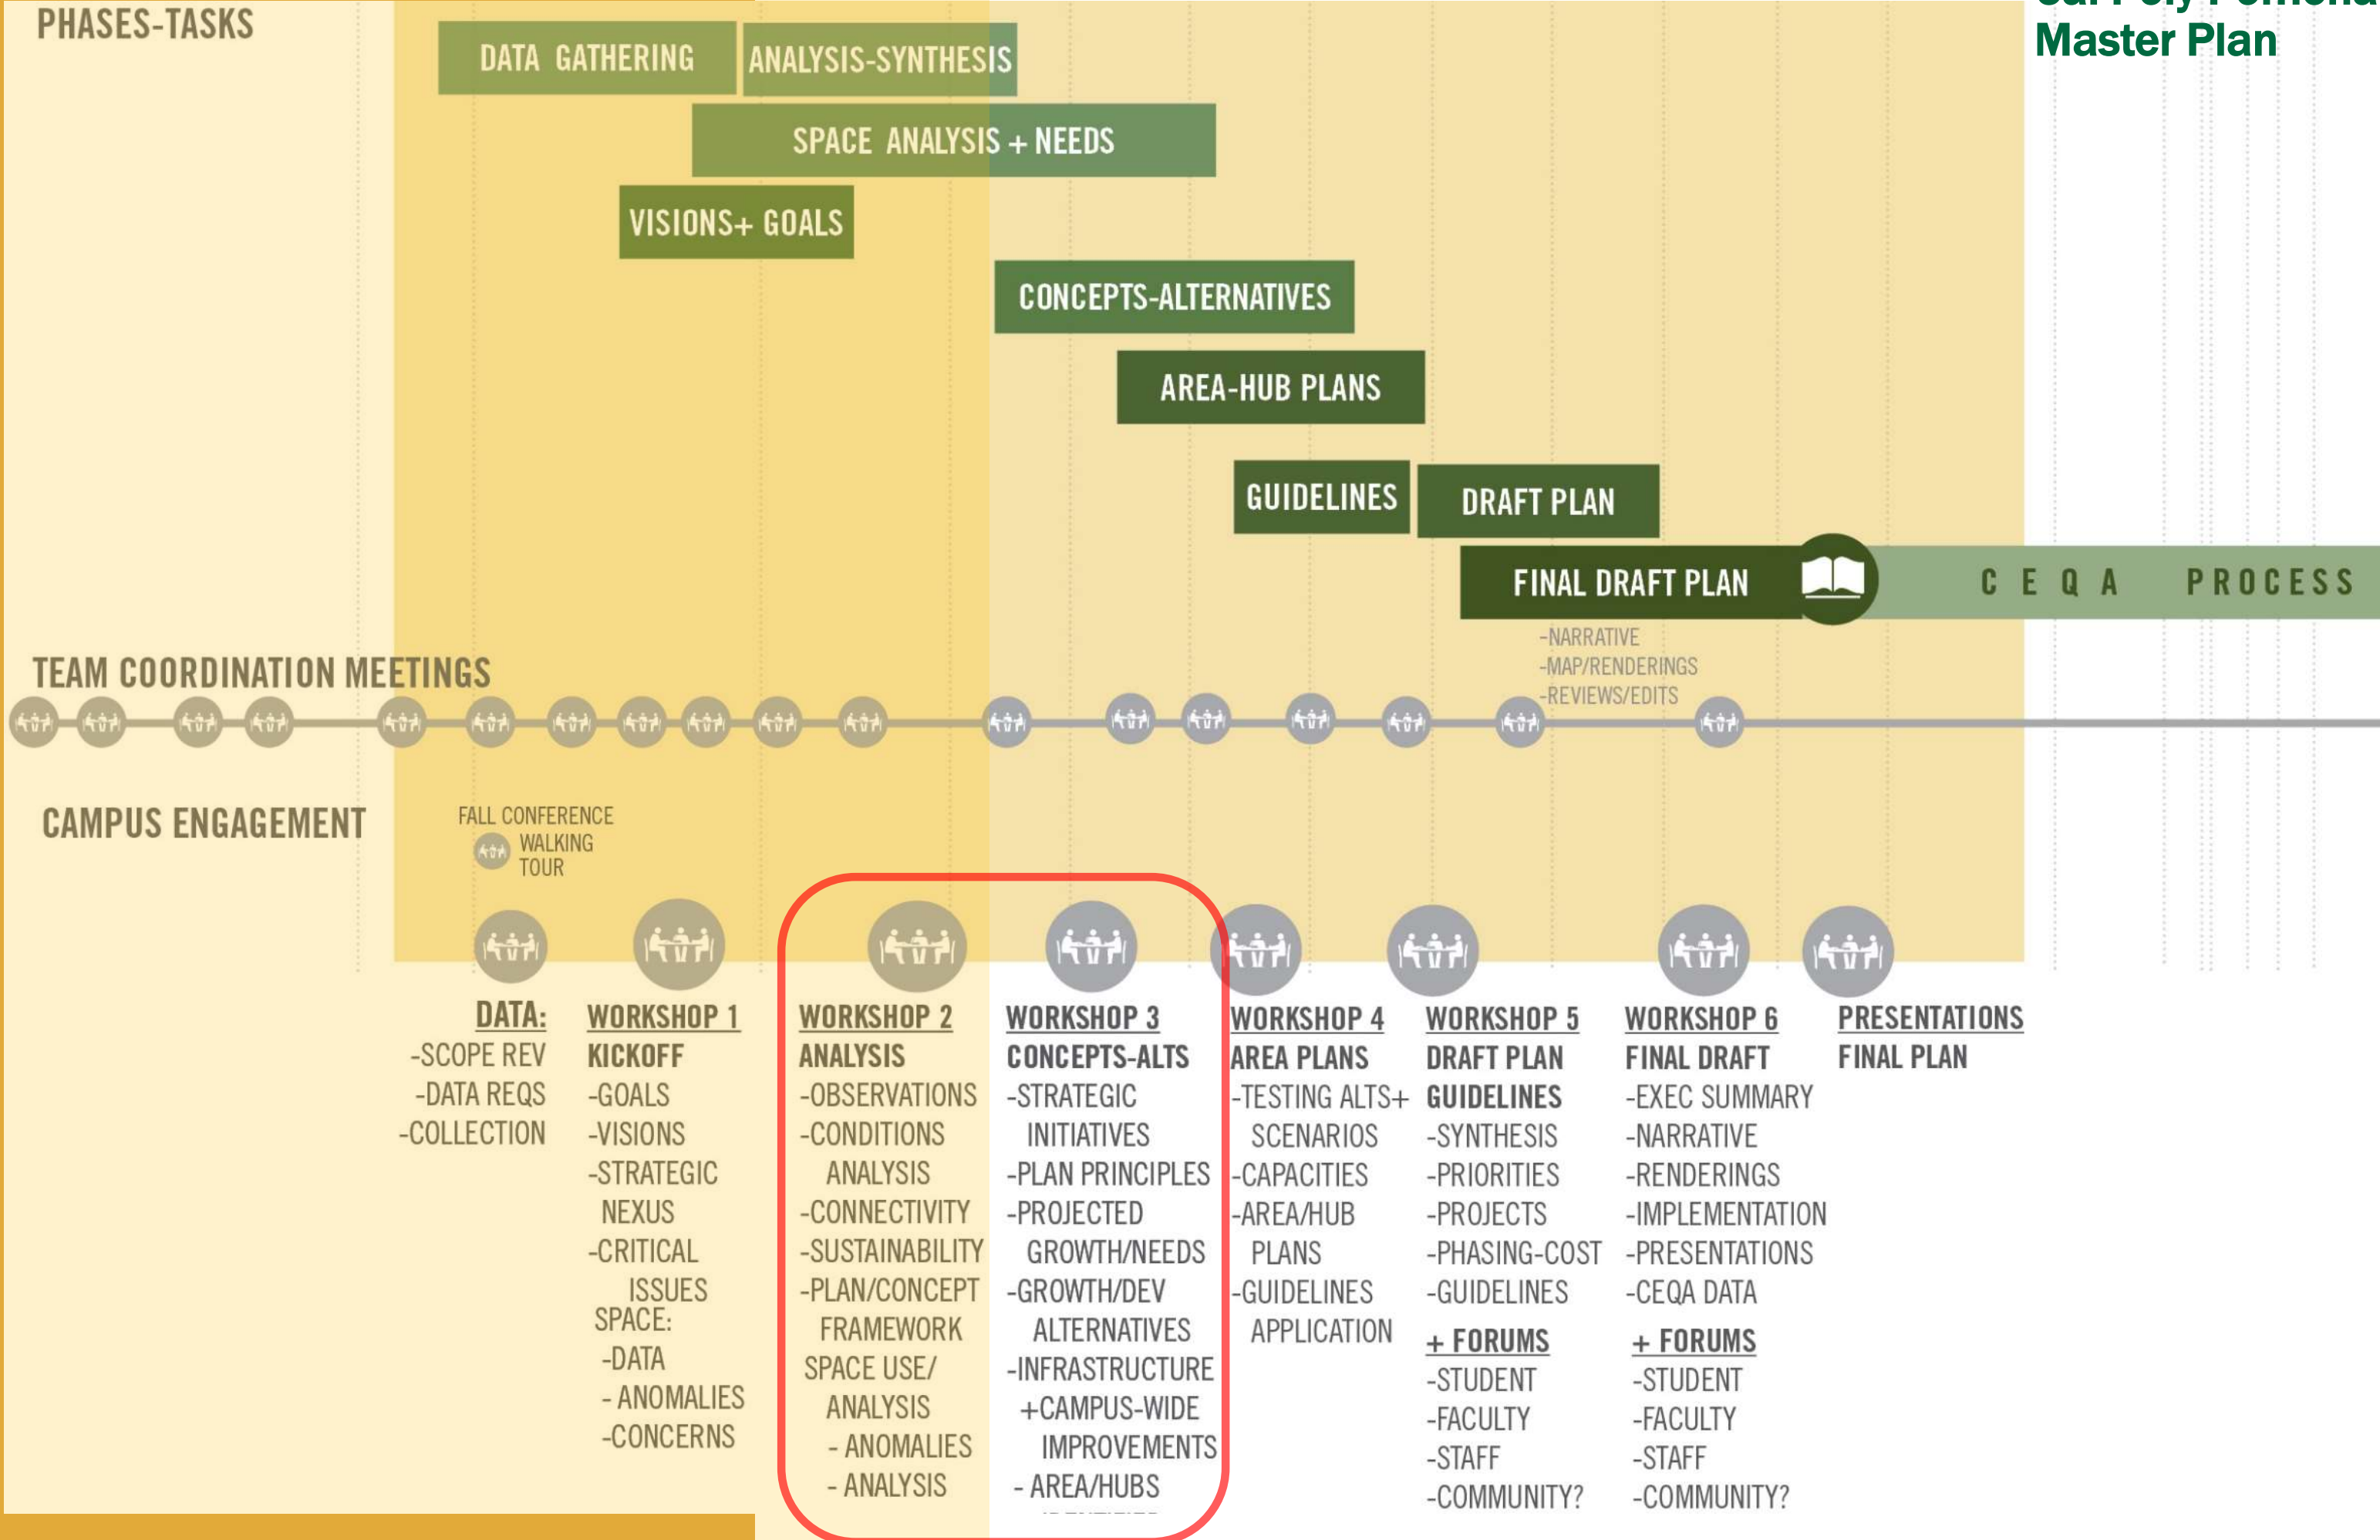 PHASES-TASKS
Master Plan
DATA GATHERING
ANALYSIS-SYNTHESIS
SPACE ANALYSIS + NEEDS
VISIONS+ GOALS
CONCEPTS-ALTERNATIVES
AREA-HUB PLANS
GUIDELINES
DRAFT PLAN
FINAL DRAFT PLAN
CEQA PROCESS
-NARRATIVE
-MAP/RENDERINGS
-REVIEWS/EDITS
TEAM COORDINATION MEETINGS
CAMPUS ENGAGEMENT
FALL CONFERENCE
WALKING
TOUR
DATA:
-SCOPE REV
-DATA REQS
-COLLECTION
WORKSHOP 1
KICKOFF
-GOALS
-VISIONS
-STRATEGIC
NEXUS
-CRITICAL
ISSUES
SPACE:
-DATA
- ANOMALIES
-CONCERNS
WORKSHOP 2
ANALYSIS
-OBSERVATIONS
-CONDITIONS
ANALYSIS
-CONNECTIVITY
-SUSTAINABILITY
-PLAN/CONCEPT
FRAMEWORK
SPACE USE/
ANALYSIS
- ANOMALIES
- ANALYSIS
WORKSHOP 3
CONCEPTS-ALTS
-STRATEGIC
INITIATIVES
-PLAN PRINCIPLES
-PROJECTED
GROWTH/NEEDS
-GROWTH/DEV
ALTERNATIVES
-INFRASTRUCTURE
+CAMPUS-WIDE
IMPROVEMENTS
- AREA/HUBS
WORKSHOP 4
AREA PLANS
-TESTING ALTS+
SCENARIOS
-CAPACITIES
-AREA/HUB
PLANS
-GUIDELINES
APPLICATION
WORKSHOP 5
DRAFT PLAN
GUIDELINES
-SYNTHESIS
-PRIORITIES
-PROJECTS
-PHASING-COST
-GUIDELINES
+ FORUMS
-STUDENT
-FACULTY
-STAFF
-COMMUNITY?
WORKSHOP 6
FINAL DRAFT
-EXEC SUMMARY
-NARRATIVE
-RENDERINGS
-IMPLEMENTATION
-PRESENTATIONS
-CEQA DATA
+ FORUMS
-STUDENT
-FACULTY
-STAFF
-COMMUNITY?
PRESENTATIONS
FINAL PLAN